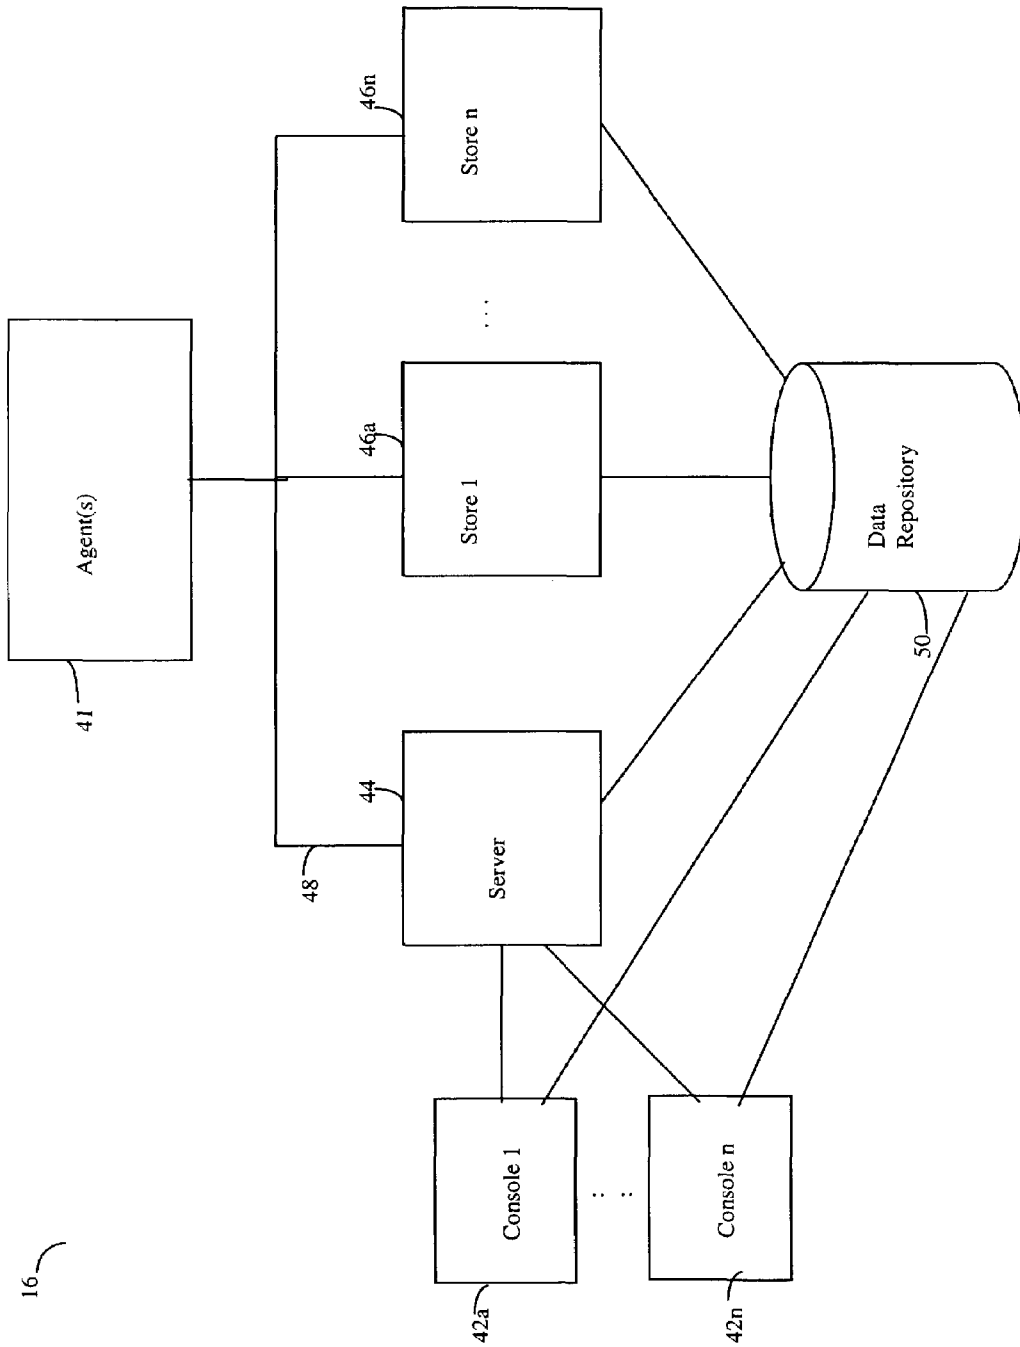 16
41
Agent(s)
48
44
46a
46n
Server
Store 1
...
Store n
42a
Console 1
: :
42n
Console n
50
Data
Repository